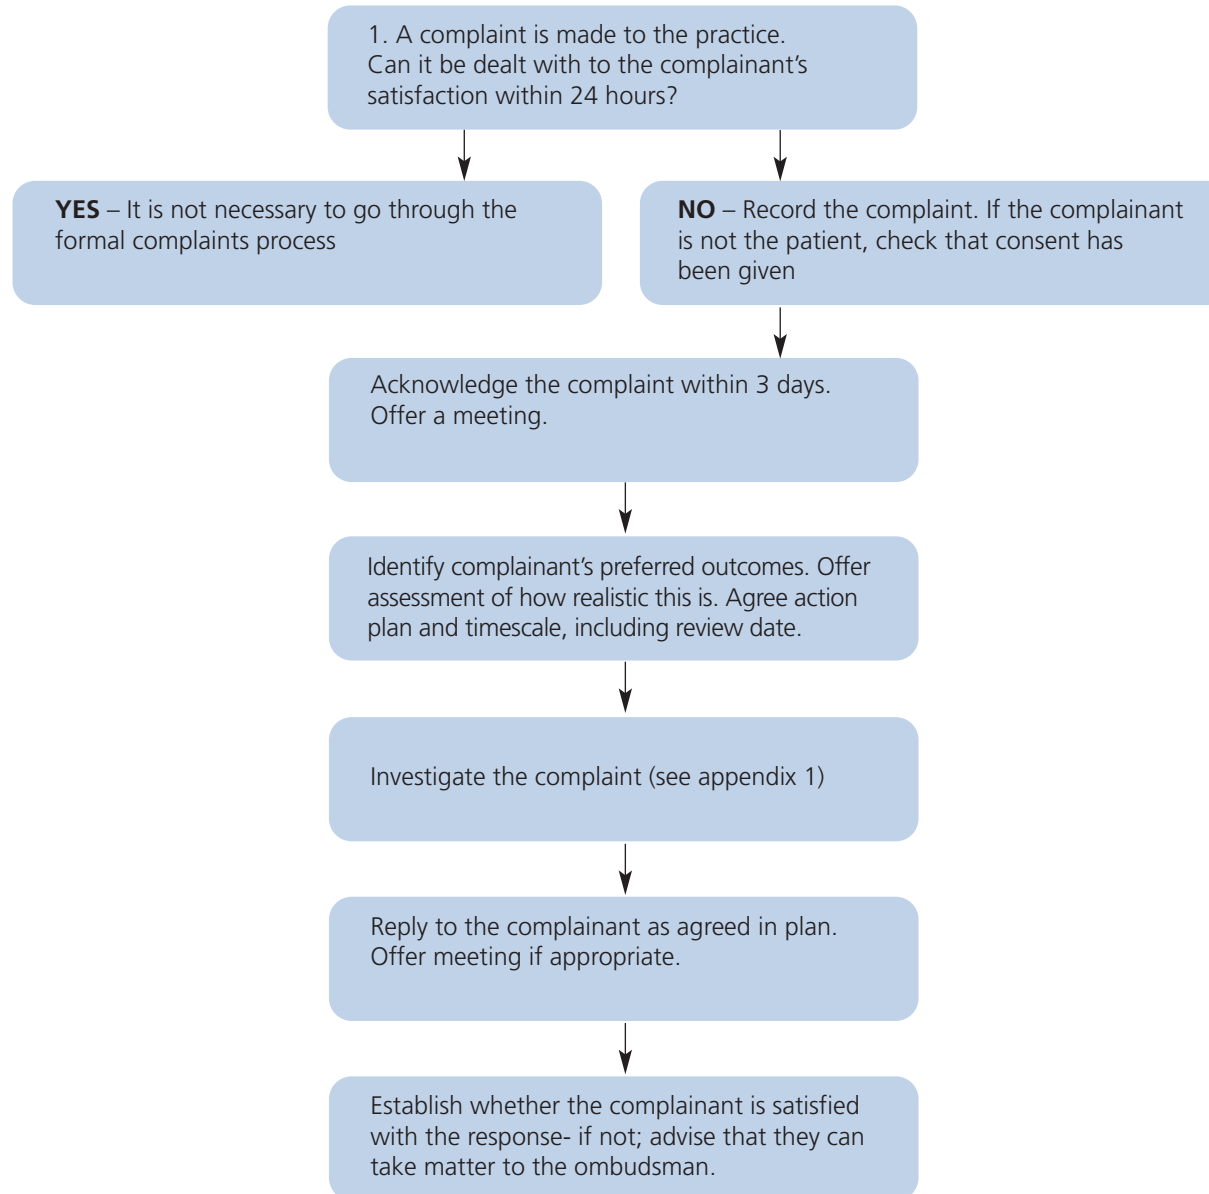 1. A complaint is made to the practice.
Can it be dealt with to the complainant’s
satisfaction within 24 hours?
YES – It is not necessary to go through the
formal complaints process
NO – Record the complaint. If the complainant
is not the patient, check that consent has
been given
Acknowledge the complaint within 3 days.
Offer a meeting.
Identify complainant’s preferred outcomes. Offer
assessment of how realistic this is. Agree action
plan and timescale, including review date.
Investigate the complaint (see appendix 1)
Reply to the complainant as agreed in plan.
Offer meeting if appropriate.
Establish whether the complainant is satisfied
with the response- if not; advise that they can
take matter to the ombudsman.